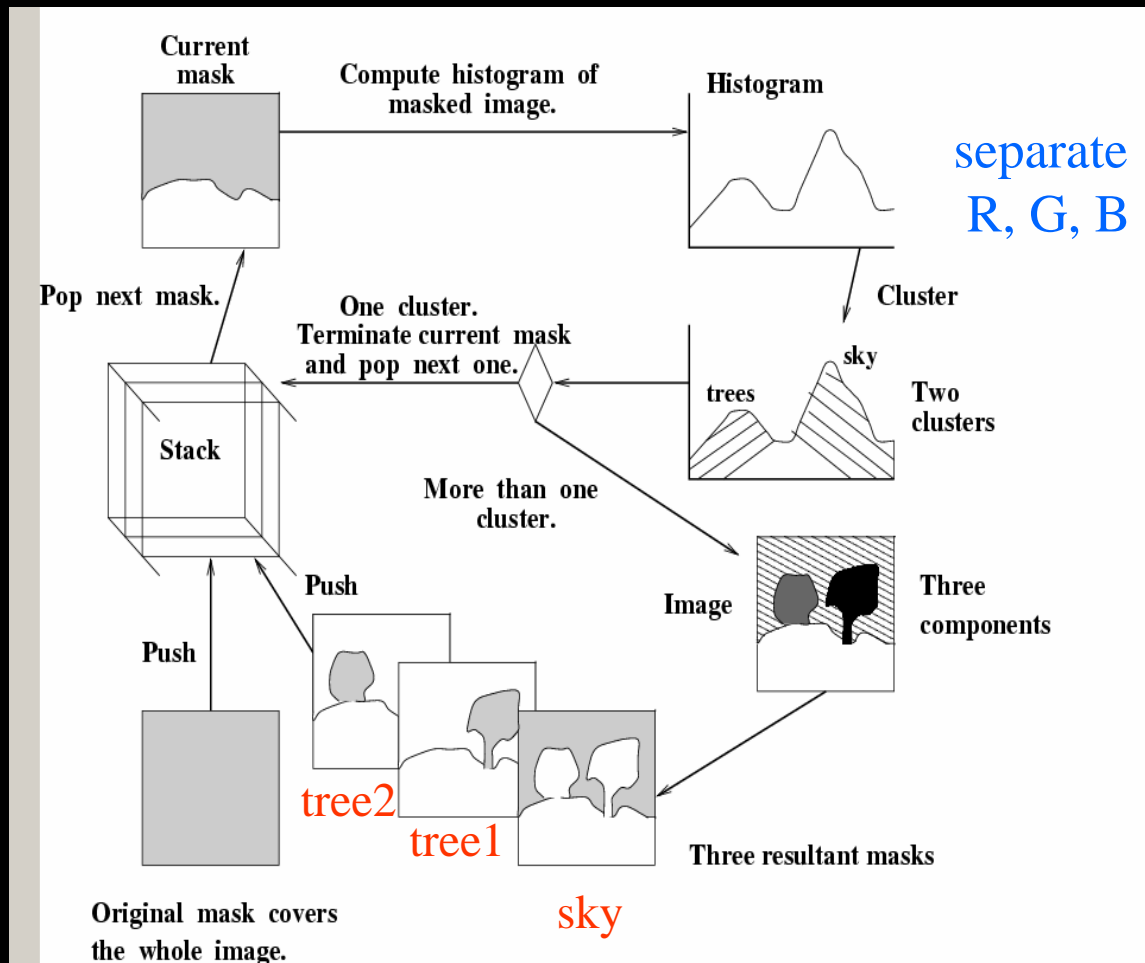 Current
mask
Compute histogram of
masked image.
Histogram
separate
R, G, B
Pop next mask.
One cluster.
Terminate current mask
and pop next one.
Cluster
sky
trees
Two
clusters
Stack
More than one
cluster.
Push
Image
Three
components
Push
tree2
tree1
sky
Three resultant masks
Original mask covers
the whole image.